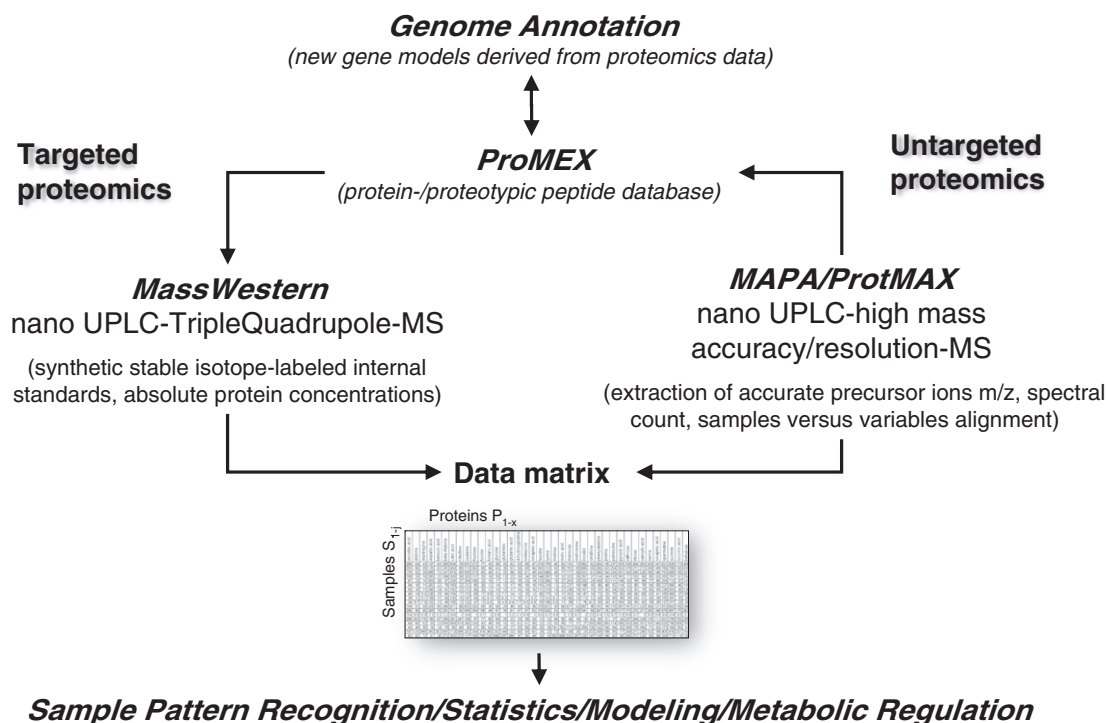 Genome Annotation
(new gene models derived from proteomics data)
Targeted
proteomics
ProMEX
(protein-/proteotypic peptide database)
Untargeted
proteomics
MassWestern
nano UPLC-TripleQuadrupole-MS
(synthetic stable isotope-labeled internal
standards, absolute protein concentrations)
MAPA/ProtMAX
nano UPLC-high mass
accuracy/resolution-MS
(extraction of accurate precursor ions m/z, spectral
count, samples versus variables alignment)
Data matrix
Proteins P1-x
Samples S1-j
Sample Pattern Recognition/Statistics/Modeling/Metabolic Regulation